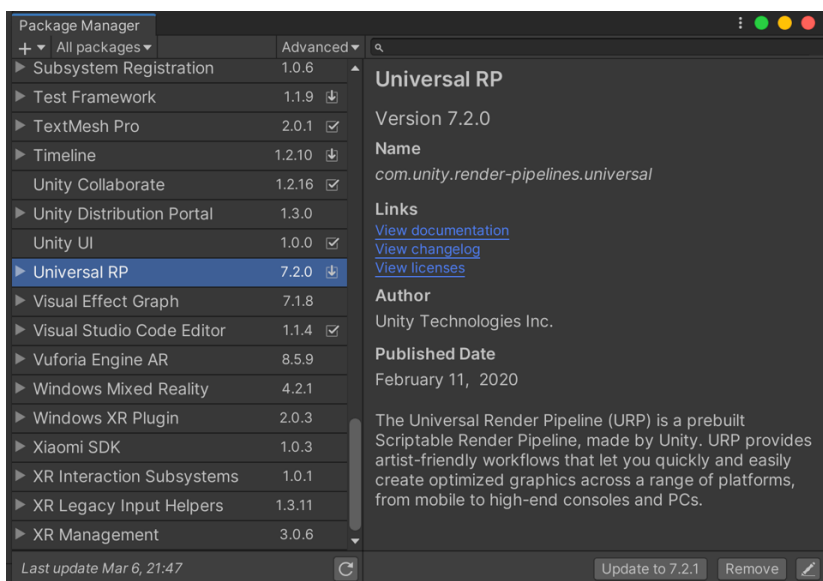 Package Manager
+ All packages Advanced
Subsystem Registration 1.0.6
Test Framework 1.1.9
TextMesh Pro 2.0.1
Timeline 1.2.10
Unity Collaborate 1.2.16
Unity Distribution Portal 1.3.0
Unity UI 1.0.0
Universal RP 7.2.0
Visual Effect Graph 7.1.8
Visual Studio Code Editor 1.1.4
Vuforia Engine AR 8.5.9
Windows Mixed Reality 4.2.1
Windows XR Plugin 2.0.3
Xiaomi SDK 1.0.3
XR Interaction Subsystems 1.0.1
XR Legacy Input Helpers 1.3.11
XR Management 3.0.6
Last update Mar 6, 21:47
Universal RP
Version 7.2.0
Name
com.unity.render-pipelines.universal
Links
View documentation
View changelog
View licenses
Author
Unity Technologies Inc.
Published Date
February 11, 2020
The Universal Render Pipeline (URP) is a prebuilt
Scriptable Render Pipeline, made by Unity. URP provides
artist-friendly workflows that let you quickly and easily
create optimized graphics across a range of platforms,
from mobile to high-end consoles and PCs.
Update to 7.2.1 Remove